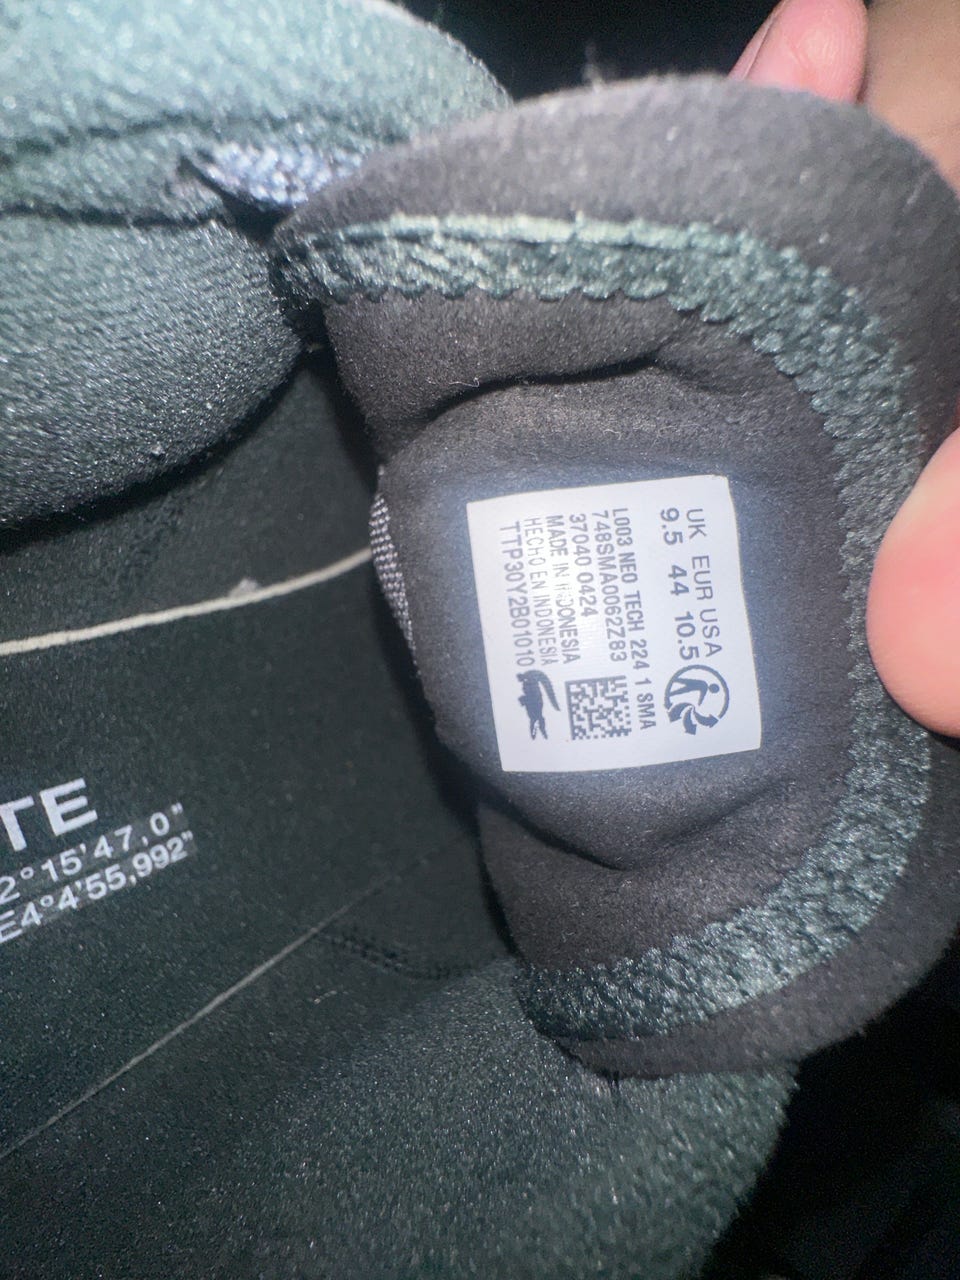 UK EUR USA
9.5 44 10.5
L003 NEO TECH 224 1 SMA
748SMA0062Z83
37040 0424
MADE IN INDONESIA
HECHO EN INDONESIA
TTP30Y2B01010
TE
2°15'47,0"
E4°4'55,992"